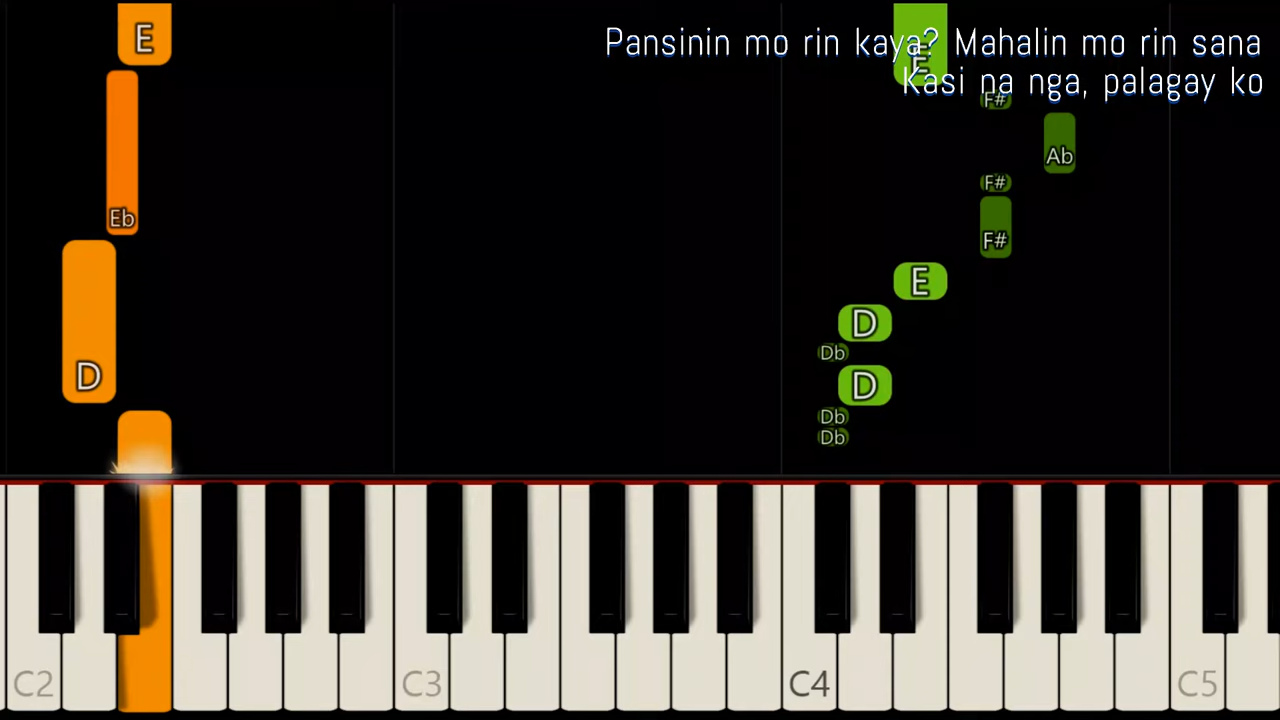 E
Pansinin mo rin kaya? Mahalin mo rin sana
E
Kasi na nga, palagay ko
F#
Ab
F#
Eb
F#
E
D
Db
D
D
Db
Db
C2
C3
C4
C5